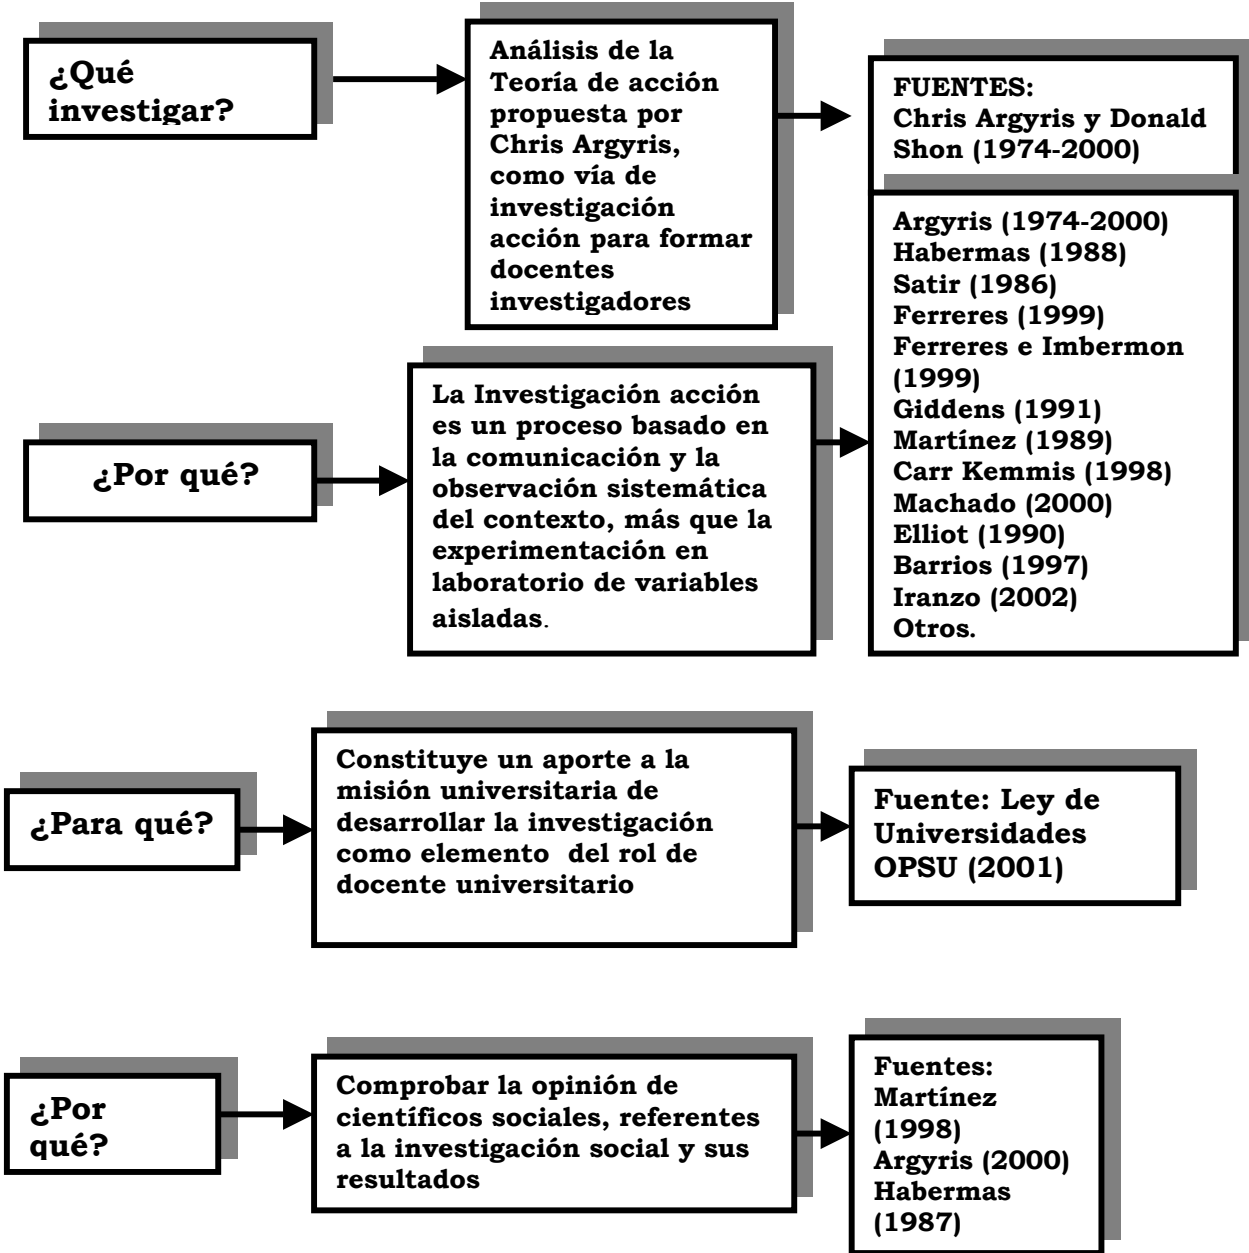 ¿Qué
investigar?
Análisis de la
Teoría de acción
propuesta por
Chris Argyris,
como vía de
investigación
acción para formar
docentes
investigadores
FUENTES:
Chris Argyris y Donald
Shon (1974-2000)
¿Por qué?
La Investigación acción
es un proceso basado en
la comunicación y la
observación sistemática
del contexto, más que la
experimentación en
laboratorio de variables
aisladas.
Argyris (1974-2000)
Habermas (1988)
Satir (1986)
Ferreres (1999)
Ferreres e Imbermon
(1999)
Giddens (1991)
Martínez (1989)
Carr Kemmis (1998)
Machado (2000)
Elliot (1990)
Barrios (1997)
Iranzo (2002)
Otros.
¿Para qué?
Constituye un aporte a la
misión universitaria de
desarrollar la investigación
como elemento del rol de
docente universitario
Fuente: Ley de
Universidades
OPSU (2001)
¿Por
qué?
Comprobar la opinión de
científicos sociales, referentes
a la investigación social y sus
resultados
Fuentes:
Martínez
(1998)
Argyris (2000)
Habermas
(1987)